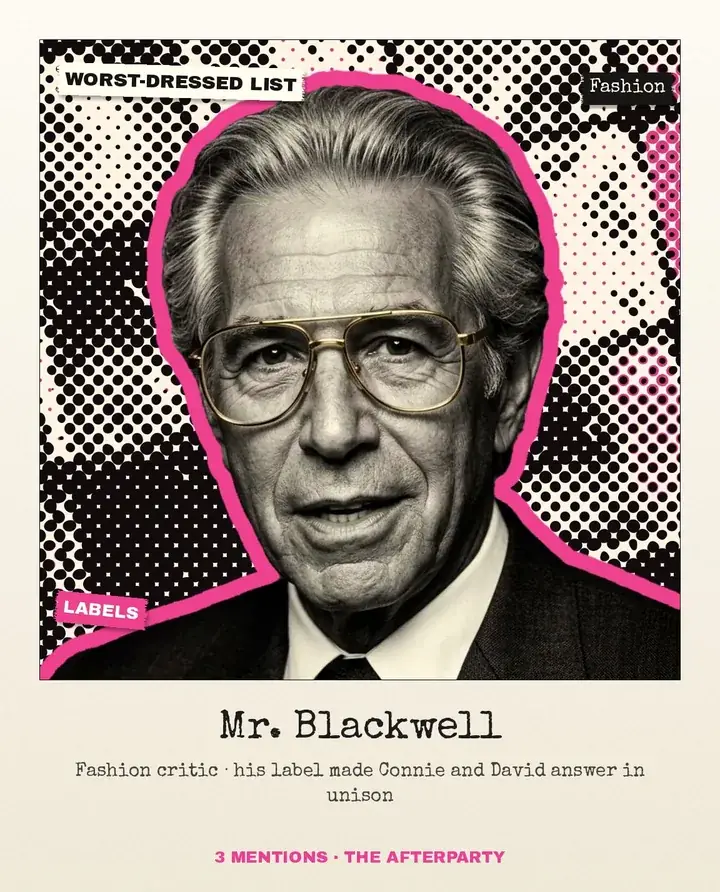 WORST-DRESSED LIST
Fashion
LABELS
Mr. Blackwell
Fashion critic · his label made Connie and David answer in
unison
3 MENTIONS · THE AFTERPARTY